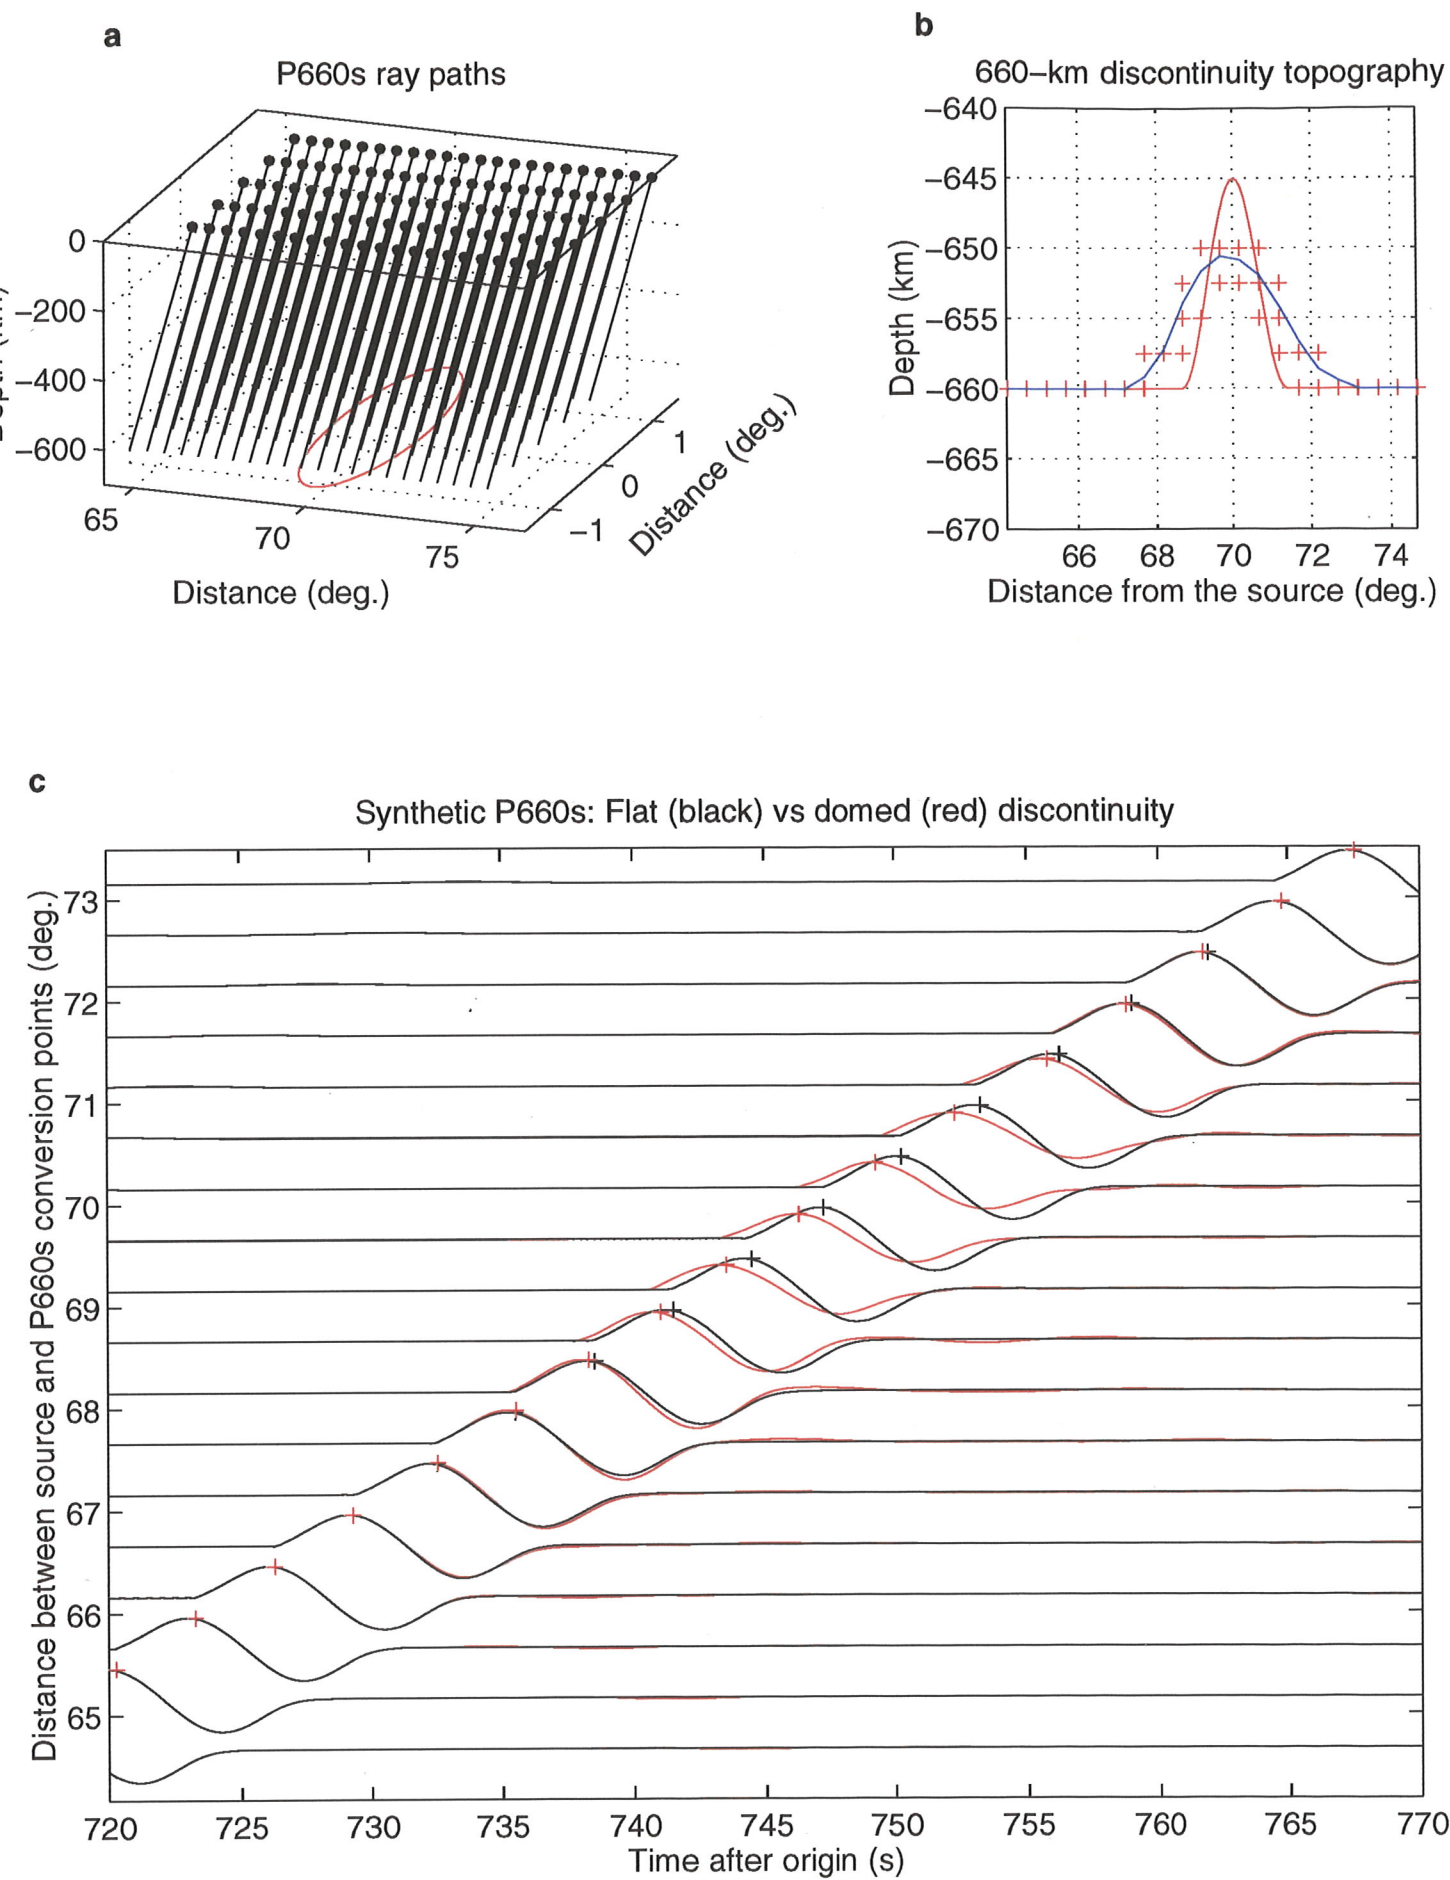 a
P660s ray paths
0
−200
−400
−600
65
70
75
−1
0
1
Distance (deg.)
Distance (deg.)
b
660−km discontinuity topography
−640
−645
−650
−655
−660
−665
−670
Depth (km)
66 68 70 72 74
Distance from the source (deg.)
c
Synthetic P660s: Flat (black) vs domed (red) discontinuity
73
72
71
70
69
68
67
66
65
Distance between source and P660s conversion points (deg.)
720 725 730 735 740 745 750 755 760 765 770
Time after origin (s)